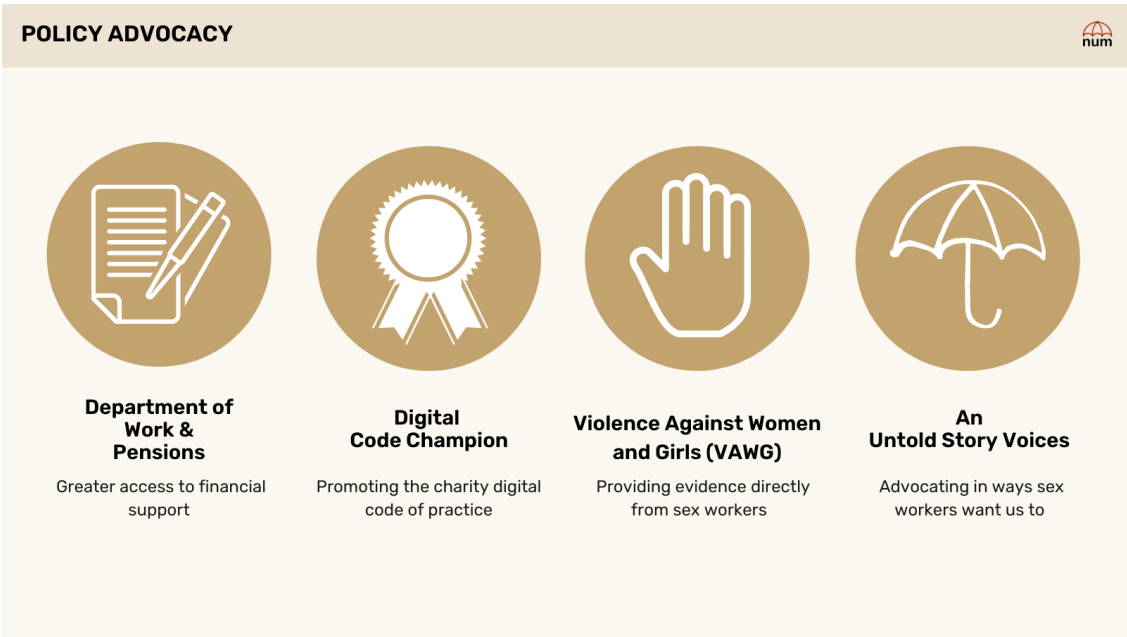 POLICY ADVOCACY
num
Department of
Work &
Pensions
Greater access to financial
support
Digital
Code Champion
Promoting the charity digital
code of practice
Violence Against Women
and Girls (VAWG)
Providing evidence directly
from sex workers
An
Untold Story Voices
Advocating in ways sex
workers want us to